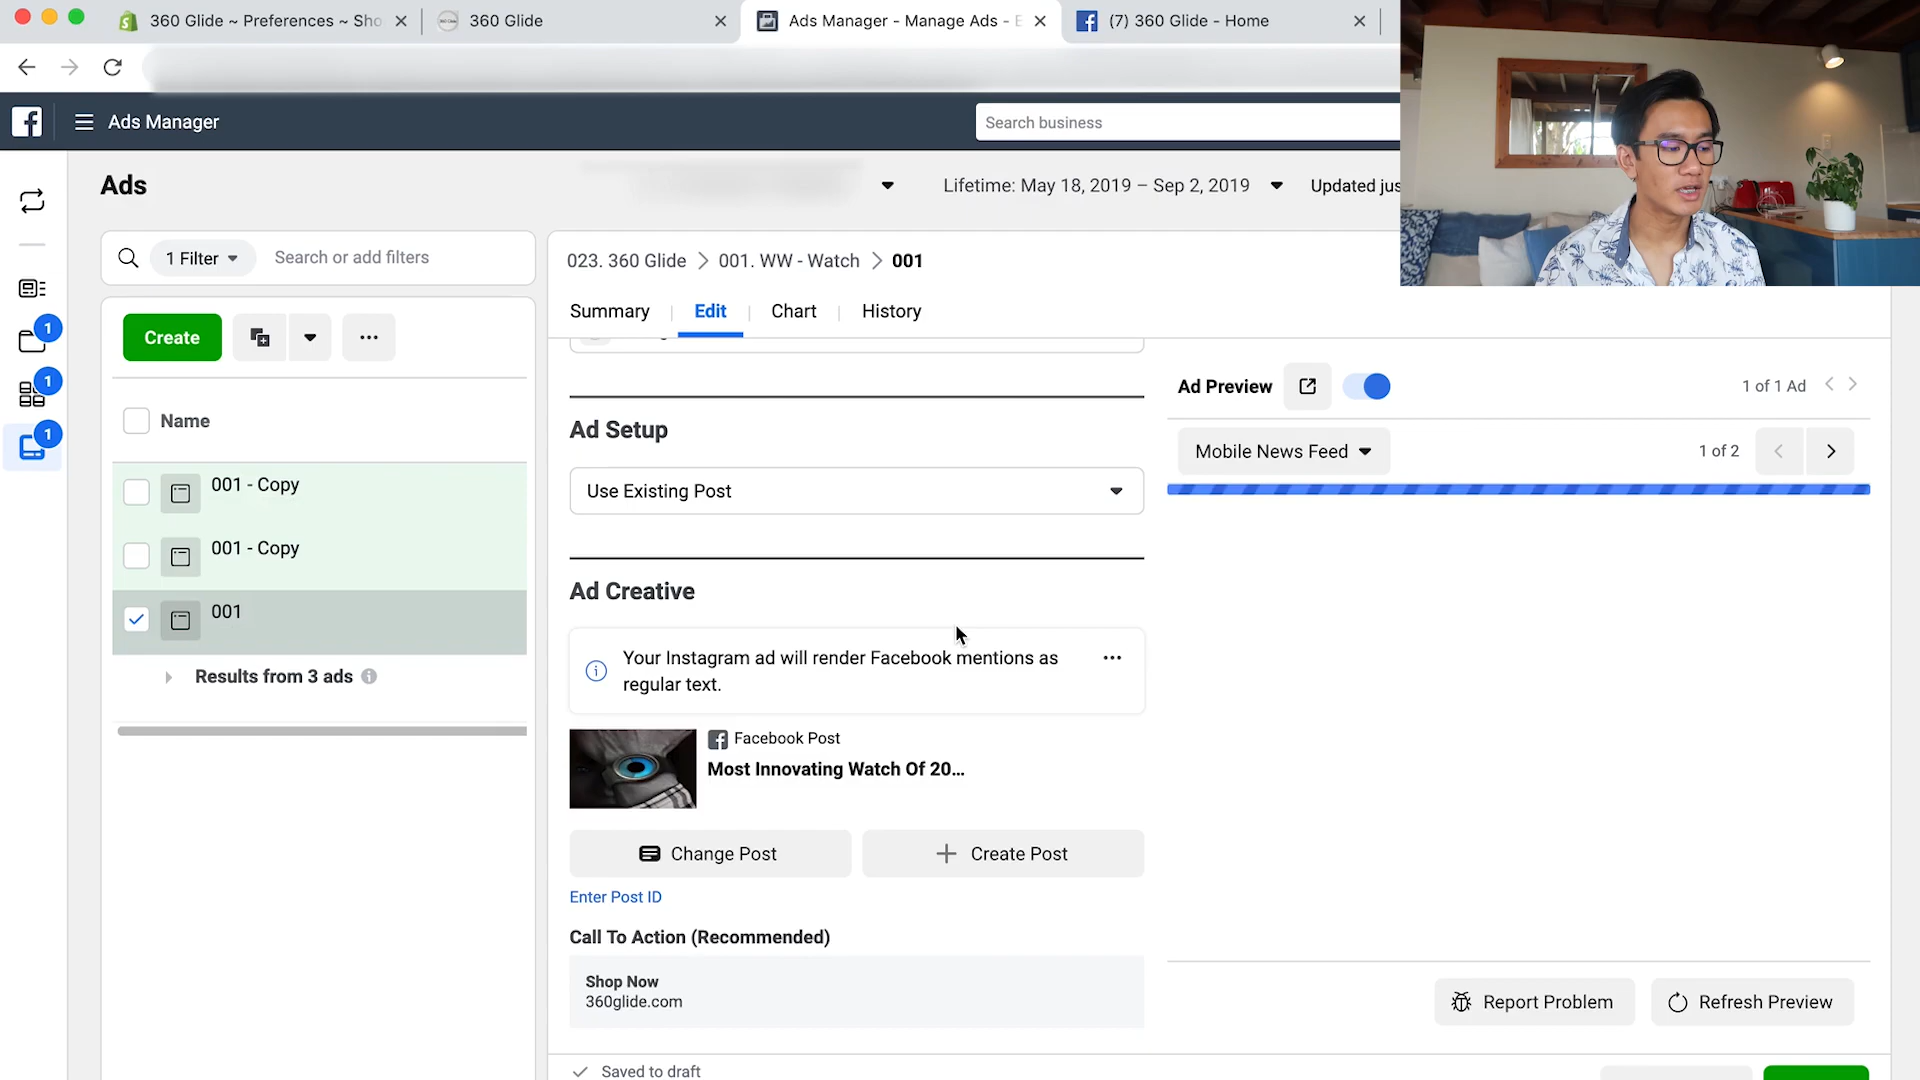 360 Glide ~ Preferences ~ Sho
360 Glide
Ads Manager - Manage Ads -
(7) 360 Glide - Home
Ads Manager
Search business
Ads
Lifetime: May 18, 2019 – Sep 2, 2019
Updated jus
1 Filter
Search or add filters
023. 360 Glide > 001. WW - Watch > 001
Summary
Edit
Chart
History
Create
Name
1
1
1
001 - Copy
001 - Copy
001
Results from 3 ads
Ad Setup
Use Existing Post
Ad Creative
Your Instagram ad will render Facebook mentions as
regular text.
Facebook Post
Most Innovating Watch Of 20...
Change Post
Create Post
Enter Post ID
Call To Action (Recommended)
Shop Now
360glide.com
Saved to draft
Ad Preview
1 of 1 Ad
Mobile News Feed
1 of 2
Report Problem
Refresh Preview